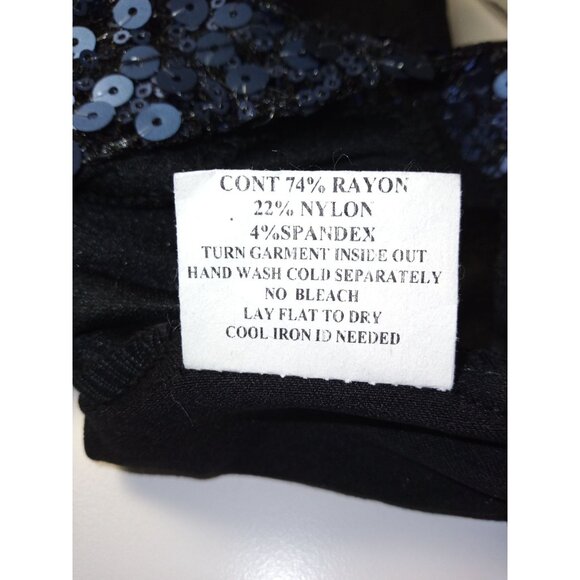 CONT 74% RAYON
22% NYLON
4%SPANDEX
TURN GARMENT INSIDE OUT
HAND WASH COLD SEPARATELY
NO BLEACH
LAY FLAT TO DRY
COOL IRON ID NEEDED